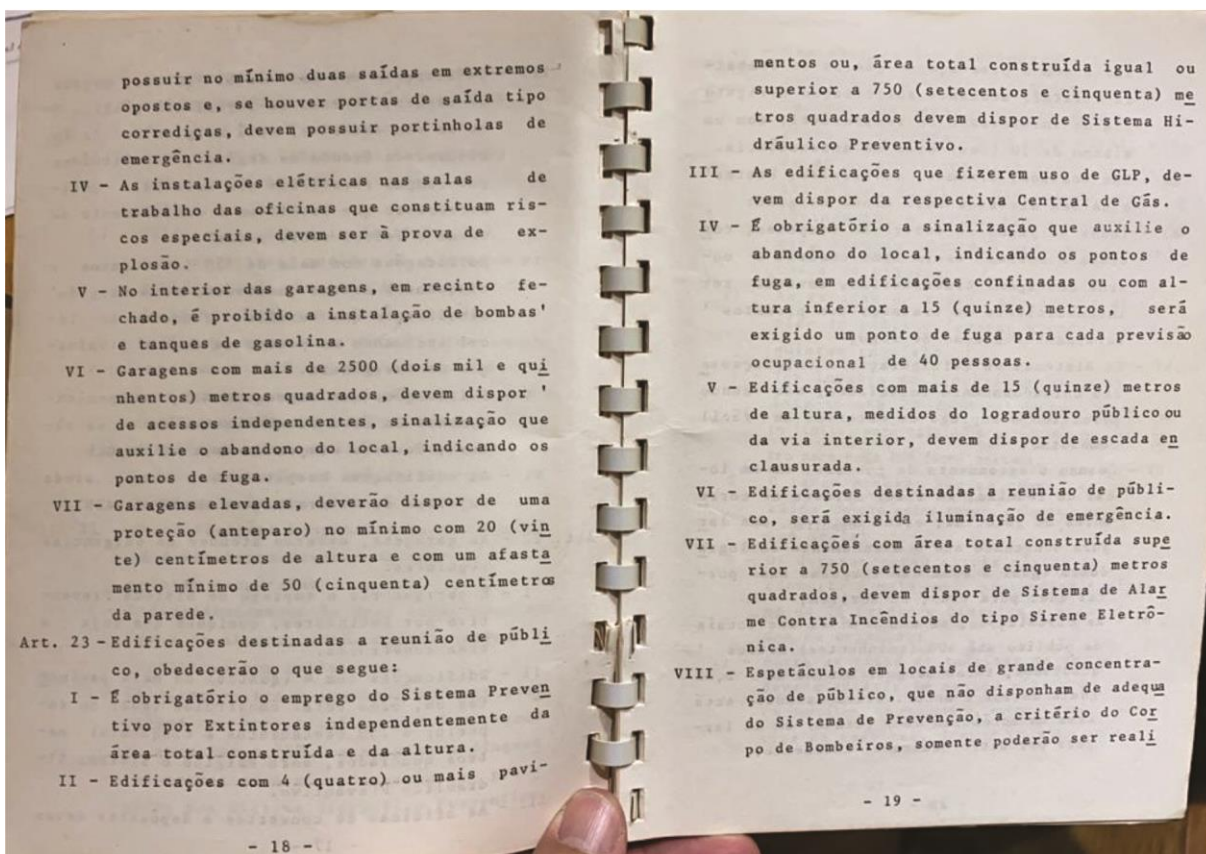 possuir no mínimo duas saídas em extremos
opostos e, se houver portas de saída tipo
corrediças, devem possuir portinholas de
emergência.
IV - As instalações elétricas nas salas de
trabalho das oficinas que constituam ris-
cos especiais, devem ser à prova de ex-
plosão.
V - No interior das garagens, em recinto fe-
chado, é proibido a instalação de bombas'
e tanques de gasolina.
VI - Garagens com mais de 2500 (dois mil e qui
nhentos) metros quadrados, devem dispor '
de acessos independentes, sinalização que
auxilie o abandono do local, indicando os
pontos de fuga.
VII - Garagens elevadas, deverão dispor de uma
proteção (anteparo) no mínimo com 20 (vin
te) centímetros de altura e com um afasta
mento mínimo de 50 (cinquenta) centímetros
da parede.
Art. 23 - Edificações destinadas a reunião de públi
co, obedecerão o que segue:
I - É obrigatório o emprego do Sistema Preven
tivo por Extintores independentemente da
área total construída e da altura.
II - Edificações com 4 (quatro) ou mais pavi-
- 18 -
mentos ou, área total construída igual ou
superior a 750 (setecentos e cinquenta) me
tros quadrados devem dispor de Sistema Hi-
dráulico Preventivo.
III - As edificações que fizerem uso de GLP, de-
vem dispor da respectiva Central de Gás.
IV - É obrigatório a sinalização que auxilie o
abandono do local, indicando os pontos de
fuga, em edificações confinadas ou com al-
tura inferior a 15 (quinze) metros, será
exigido um ponto de fuga para cada previsão
ocupacional de 40 pessoas.
V - Edificações com mais de 15 (quinze) metros
de altura, medidos do logradouro público ou
da via interior, devem dispor de escada en
clausurada.
VI - Edificações destinadas a reunião de públi-
co, será exigida iluminação de emergência.
VII - Edificações com área total construída supe
rior a 750 (setecentos e cinquenta) metros
quadrados, devem dispor de Sistema de Alar
me Contra Incêndios do tipo Sirene Eletrô-
nica.
VIII - Espetáculos em locais de grande concentra-
ção de público, que não disponham de adequa
do Sistema de Prevenção, a critério do Cor
po de Bombeiros, somente poderão ser reali
- 19 -